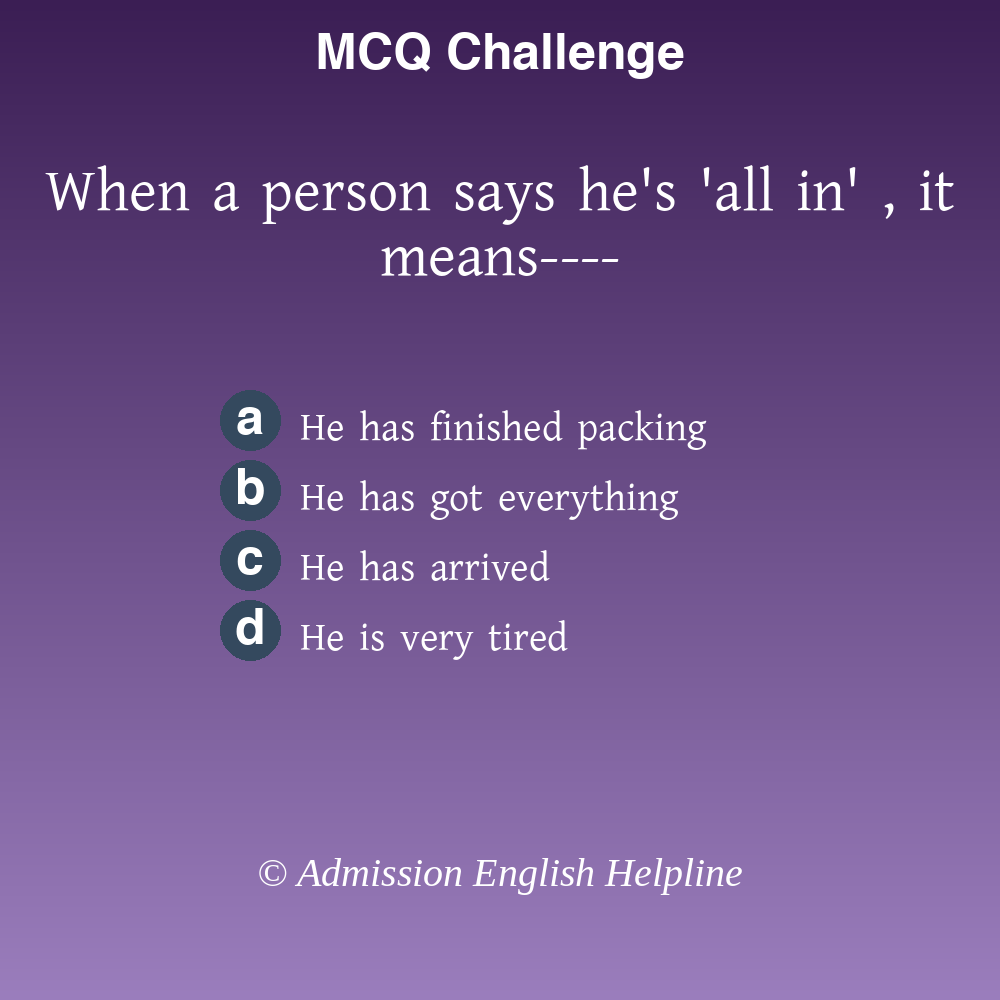 MCQ Challenge
When a person says he's 'all in' , it
means----
a He has finished packing
b He has got everything
c He has arrived
d He is very tired
© Admission English Helpline